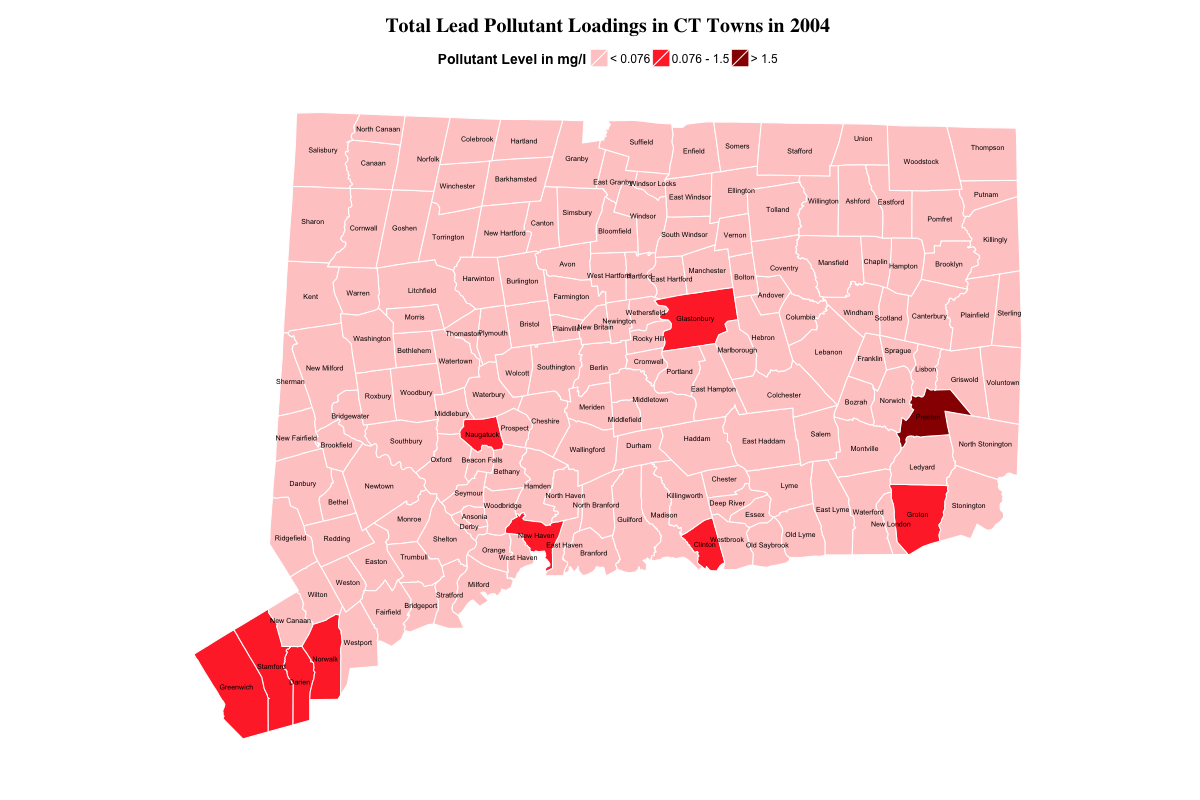 Total Lead Pollutant Loadings in CT Towns in 2004
Pollutant Level in mg/l < 0.076 0.076 - 1.5 > 1.5
North Canaan
Colebrook
Hartland
Union
Salisbury
Canaan
Norfolk
Granby
Suffield
Enfield
Somers
Stafford
Woodstock
Thompson
Winchester
Barkhamsted
East Granby
Windsor Locks
East Windsor
Ellington
Tolland
Willington
Ashford
Eastford
Putnam
Sharon
Cornwall
Goshen
Torrington
New Hartford
Canton
Simsbury
Bloomfield
Windsor
South Windsor
Vernon
Pomfret
Killingly
Kent
Warren
Litchfield
Harwinton
Burlington
Avon
Farmington
West Hartford
Hartford
East Hartford
Manchester
Bolton
Coventry
Mansfield
Chaplin
Hampton
Brooklyn
Andover
Morris
Washington
Bethlehem
Thomaston
Plymouth
Bristol
Plainville
New Britain
Newington
Wethersfield
Glastonbury
Rocky Hill
Columbia
Windham
Scotland
Canterbury
Plainfield
Sterling
Hebron
Marlborough
Lebanon
Franklin
Sprague
Lisbon
Griswold
Voluntown
Sherman
New Milford
Roxbury
Woodbury
Watertown
Waterbury
Wolcott
Southington
Berlin
Cromwell
Portland
East Hampton
Colchester
Bozrah
Norwich
Preston
Bridgewater
Middlebury
Naugatuck
Prospect
Cheshire
Meriden
Middletown
Middlefield
New Fairfield
Brookfield
Southbury
Oxford
Beacon Falls
Bethany
Wallingford
Durham
Haddam
East Haddam
Salem
Montville
Ledyard
North Stonington
Danbury
Bethel
Newtown
Seymour
Woodbridge
Hamden
North Haven
North Branford
Guilford
Madison
Killingworth
Chester
Deep River
Essex
Lyme
East Lyme
Waterford
New London
Groton
Stonington
Ridgefield
Redding
Monroe
Ansonia
Derby
Shelton
Orange
New Haven
West Haven
East Haven
Branford
Clinton
Westbrook
Old Saybrook
Old Lyme
Easton
Trumbull
Weston
Wilton
Milford
Stratford
Bridgeport
Fairfield
New Canaan
Westport
Norwalk
Stamford
Darien
Greenwich